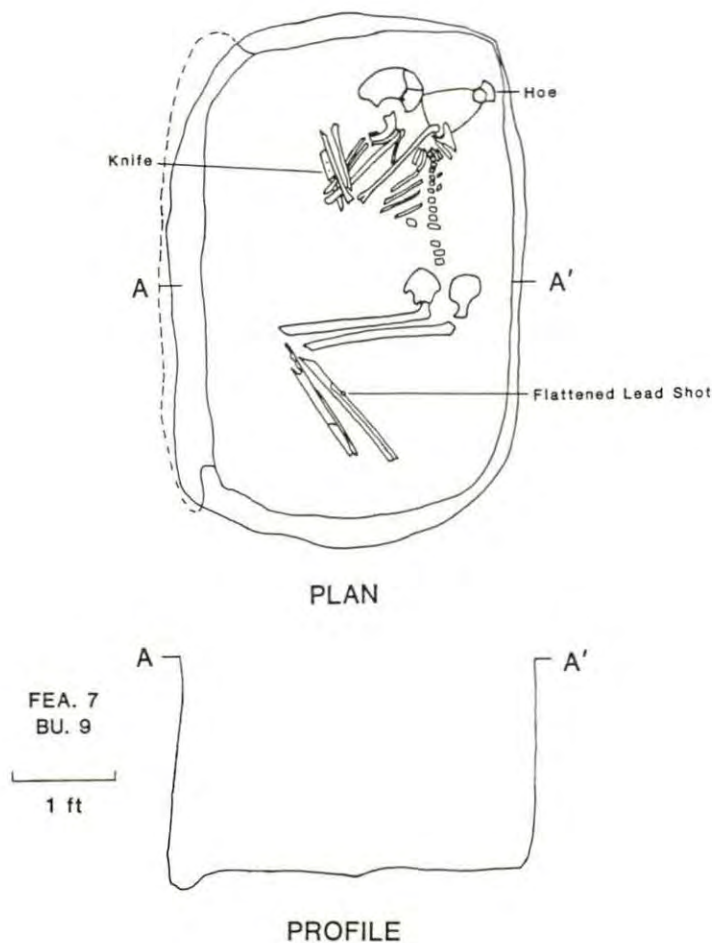 Hoe
Knife
A A'
Flattened Lead Shot
PLAN
A A'
FEA. 7
BU. 9
1 ft
PROFILE